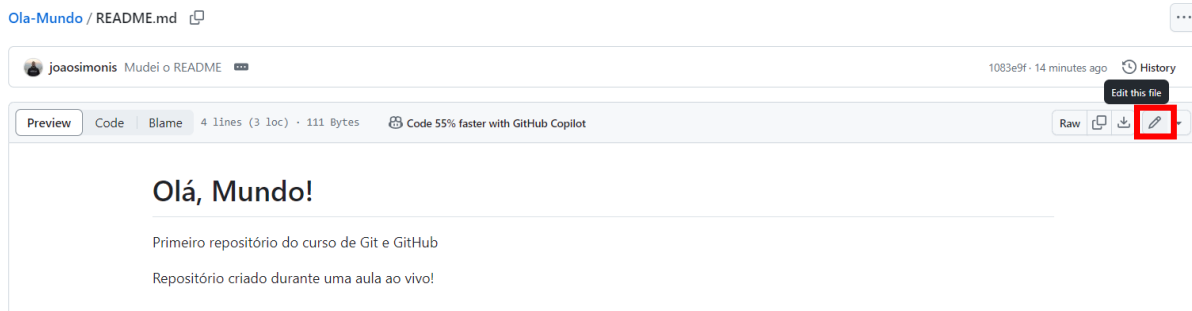 Ola-Mundo / README.md
joaosimonis Mudei o README
1083e9f · 14 minutes ago History
Edit this file
Preview Code Blame 4 lines (3 loc) · 111 Bytes Code 55% faster with GitHub Copilot Raw
Olá, Mundo!
Primeiro repositório do curso de Git e GitHub
Repositório criado durante uma aula ao vivo!